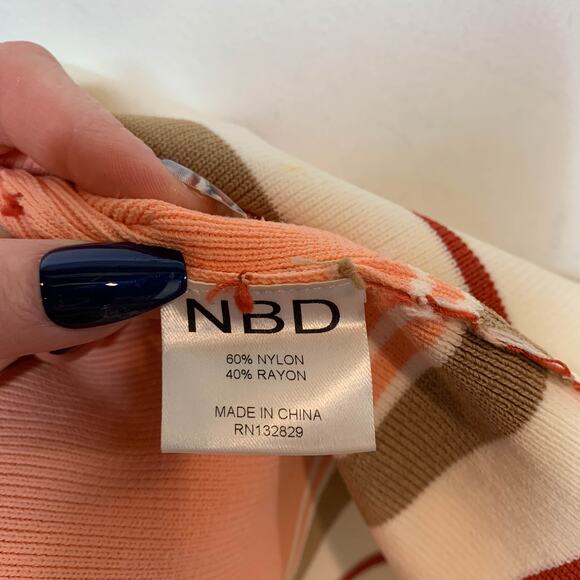 NBD
60% NYLON
40% RAYON
MADE IN CHINA
RN132829